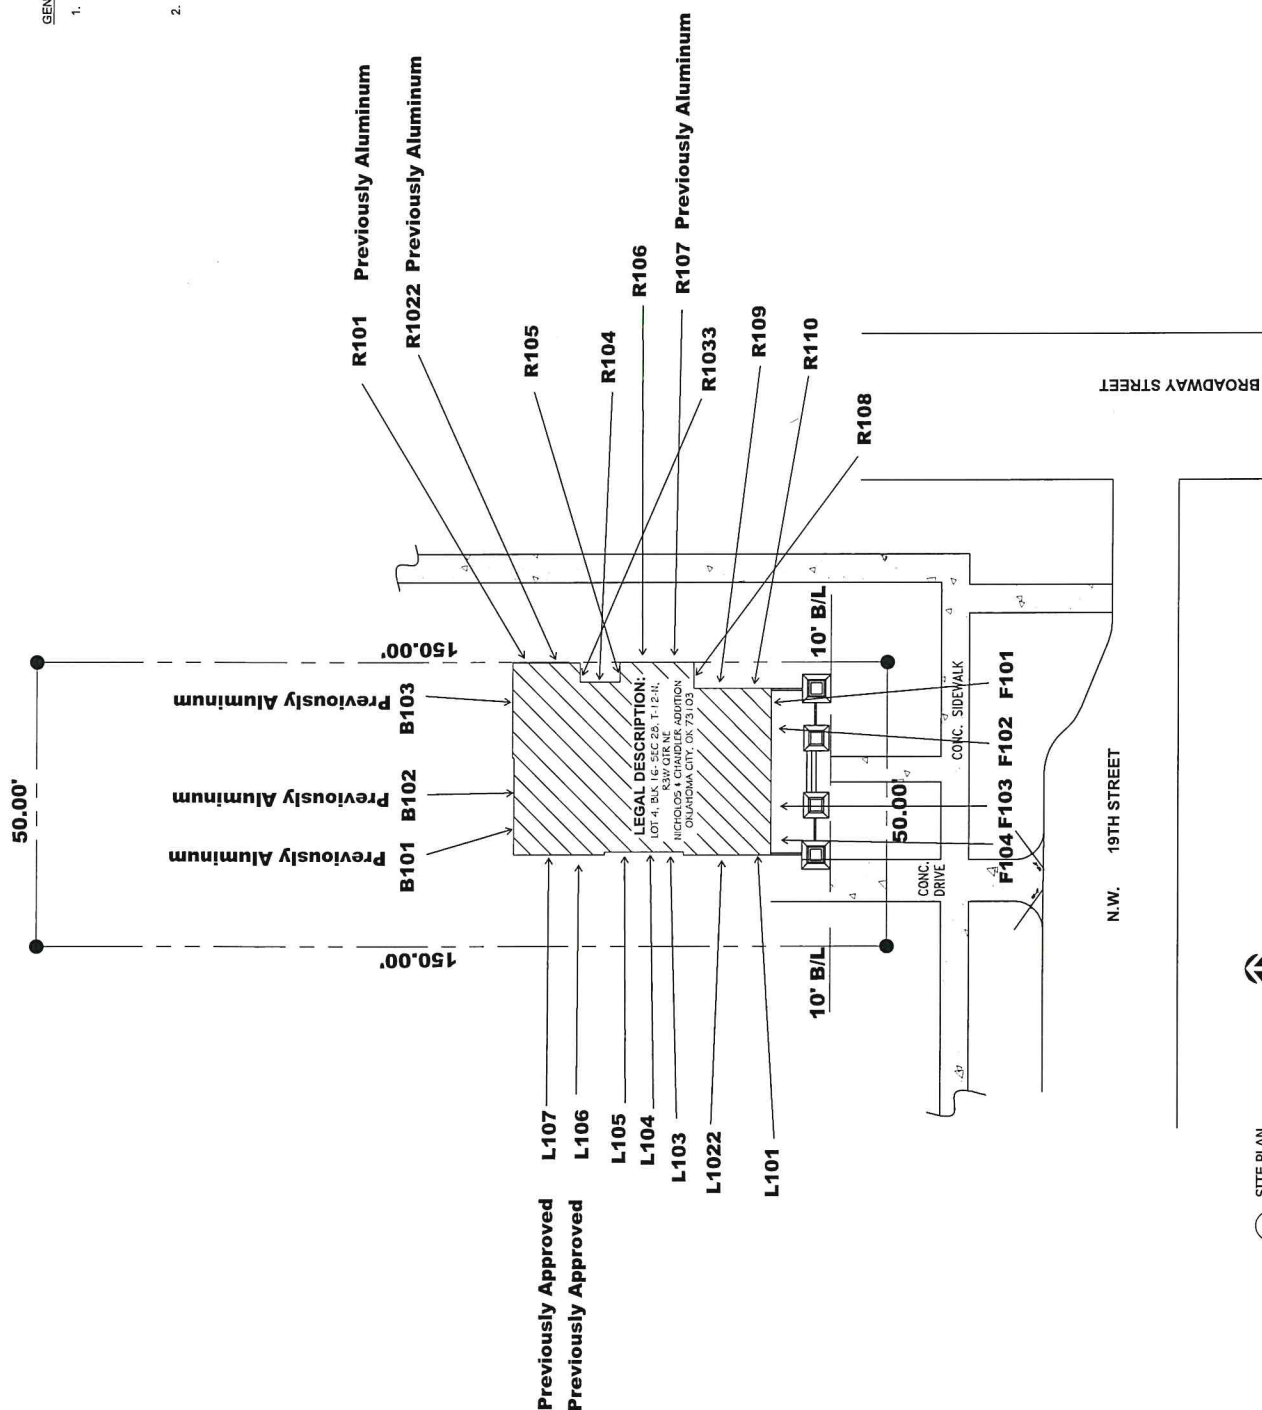 GEN
1.
2.
50.00'
Previously Aluminum
B101
Previously Aluminum
B102
Previously Aluminum
B103
150.00'
150.00'
R101 Previously Aluminum
R1022 Previously Aluminum
R105
R104
R106
R107 Previously Aluminum
R1033
R109
R110
R108
L107
Previously Approved
L106
Previously Approved
L105
L104
L103
L1022
L101
LEGAL DESCRIPTION:
LOT 4, BLK 16- SEC 28, T-12-N,
R3W QTR NE
NICHOLOS & CHANDLER ADDITION
OKLAHOMA CITY, OK 73103
10' B/L
10' B/L
50.00'
F104 F103 F102 F101
CONC.
DRIVE
CONC. SIDEWALK
N.W. 19TH STREET
BROADWAY STREET
SITE PLAN